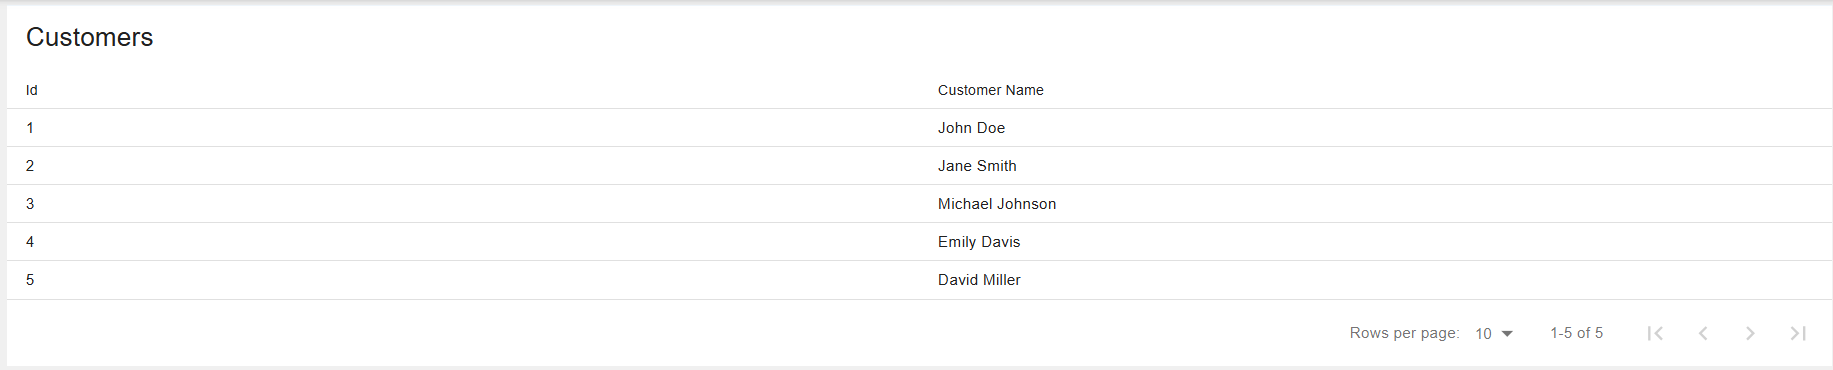 Customers
Id Customer Name
1 John Doe
2 Jane Smith
3 Michael Johnson
4 Emily Davis
5 David Miller
Rows per page: 10 1-5 of 5